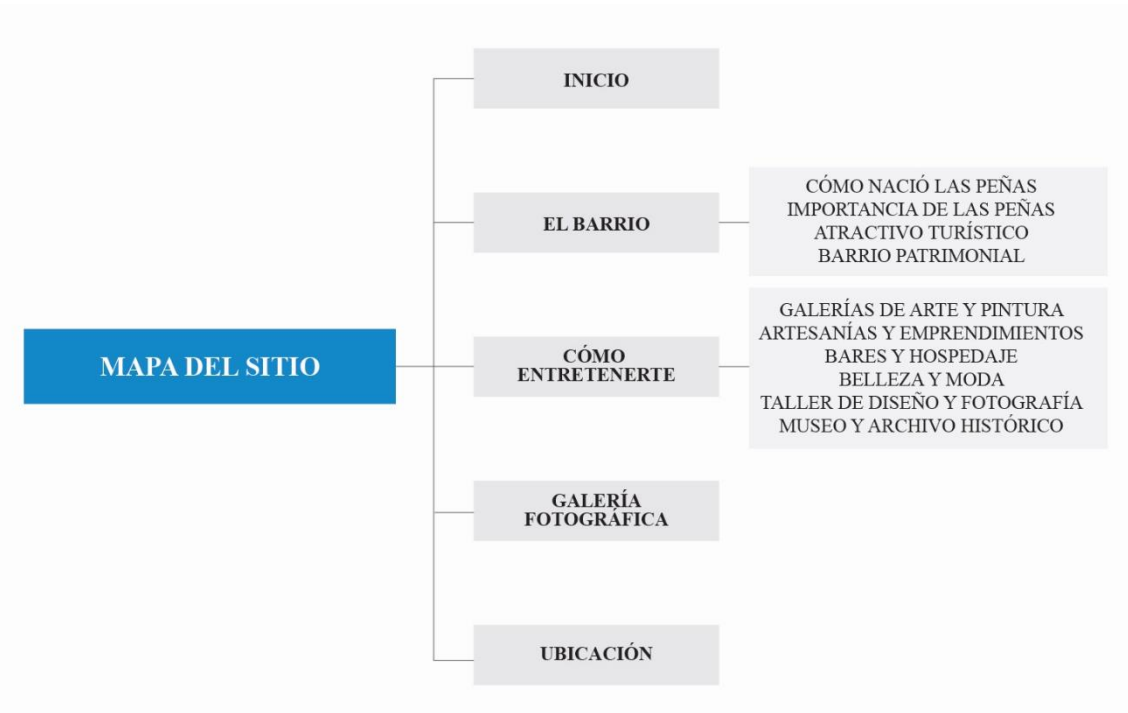 MAPA DEL SITIO
INICIO
EL BARRIO
CÓMO NACIÓ LAS PEÑAS
IMPORTANCIA DE LAS PEÑAS
ATRACTIVO TURÍSTICO
BARRIO PATRIMONIAL
CÓMO
ENTRETENERTE
GALERÍAS DE ARTE Y PINTURA
ARTESANÍAS Y EMPRENDIMIENTOS
BARES Y HOSPEDAJE
BELLEZA Y MODA
TALLER DE DISEÑO Y FOTOGRAFÍA
MUSEO Y ARCHIVO HISTÓRICO
GALERÍA
FOTOGRÁFICA
UBICACIÓN